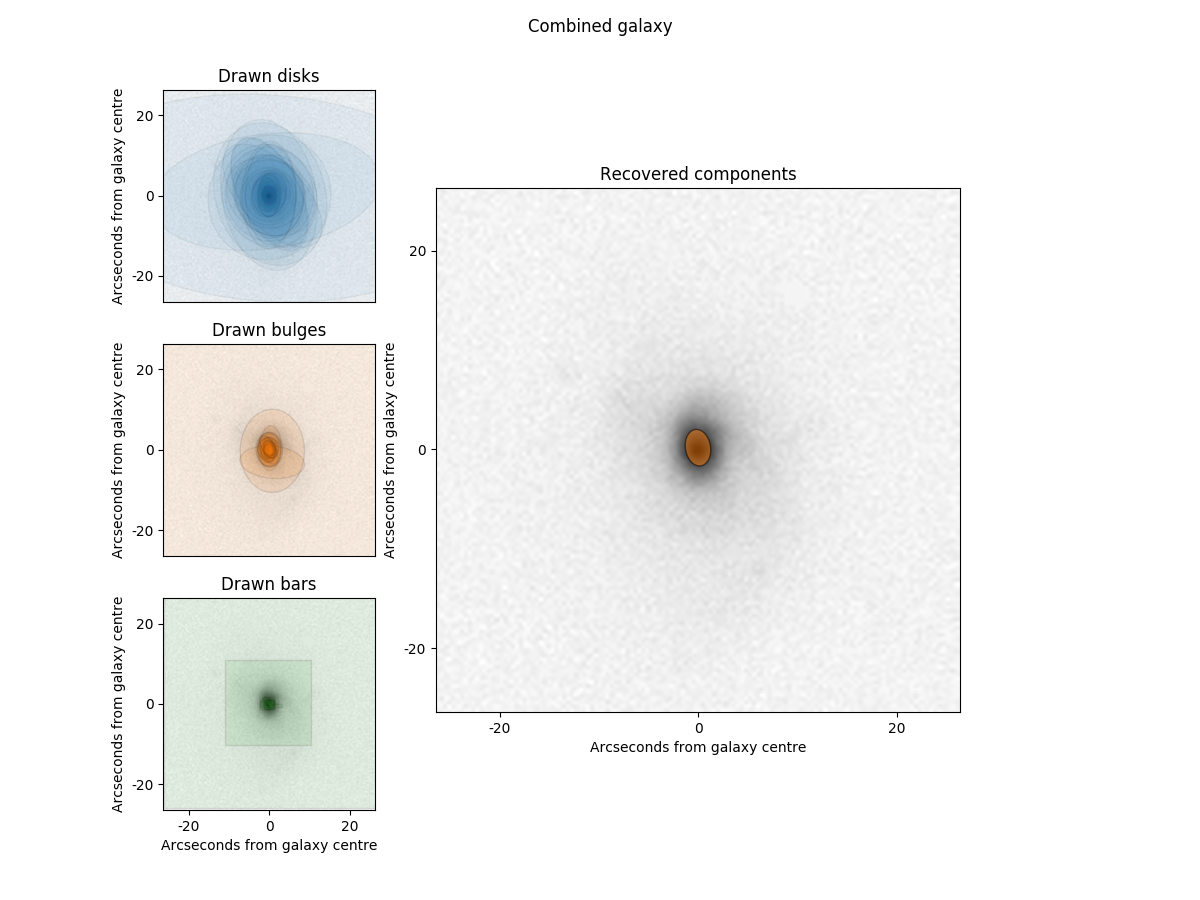 Combined galaxy
Drawn disks
Arcseconds from galaxy centre
20
0
-20
Drawn bulges
Arcseconds from galaxy centre
20
0
-20
Drawn bars
Arcseconds from galaxy centre
20
0
-20
-20 0 20
Arcseconds from galaxy centre
Recovered components
Arcseconds from galaxy centre
20
0
-20
-20 0 20
Arcseconds from galaxy centre